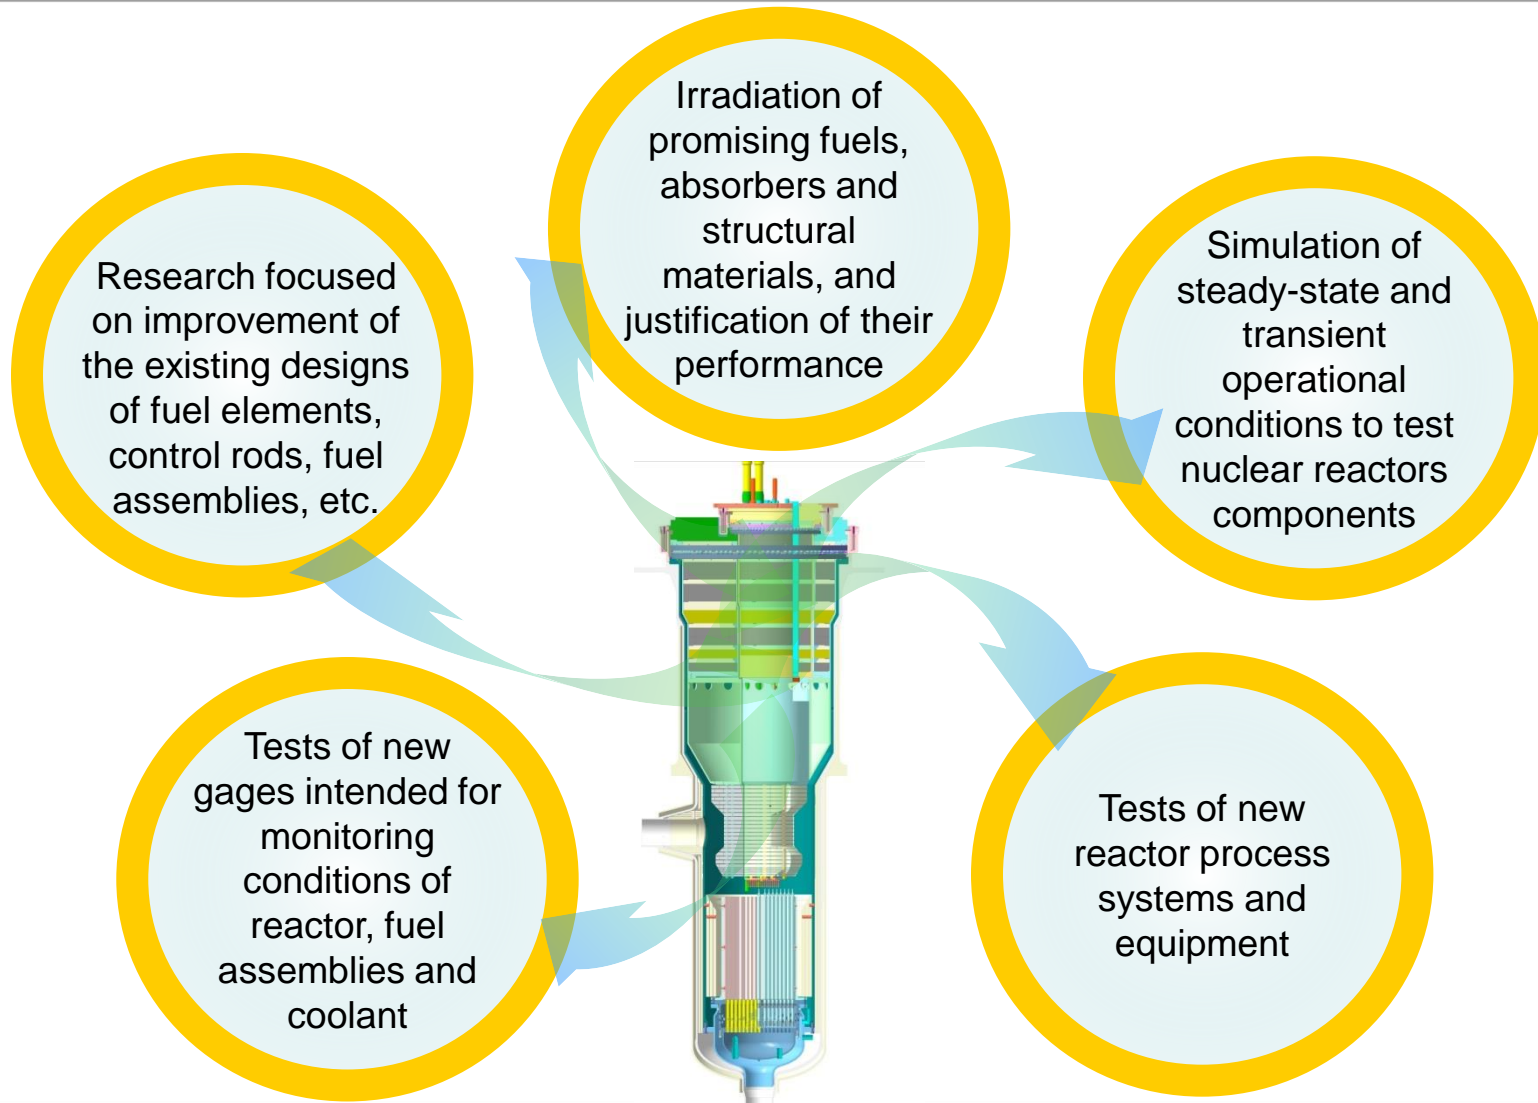 Irradiation of
promising fuels,
absorbers and
structural
materials, and
justification of their
performance
Research focused
on improvement of
the existing designs
of fuel elements,
control rods, fuel
assemblies, etc.
Simulation of
steady-state and
transient
operational
conditions to test
nuclear reactors
components
Tests of new
gages intended for
monitoring
conditions of
reactor, fuel
assemblies and
coolant
Tests of new
reactor process
systems and
equipment